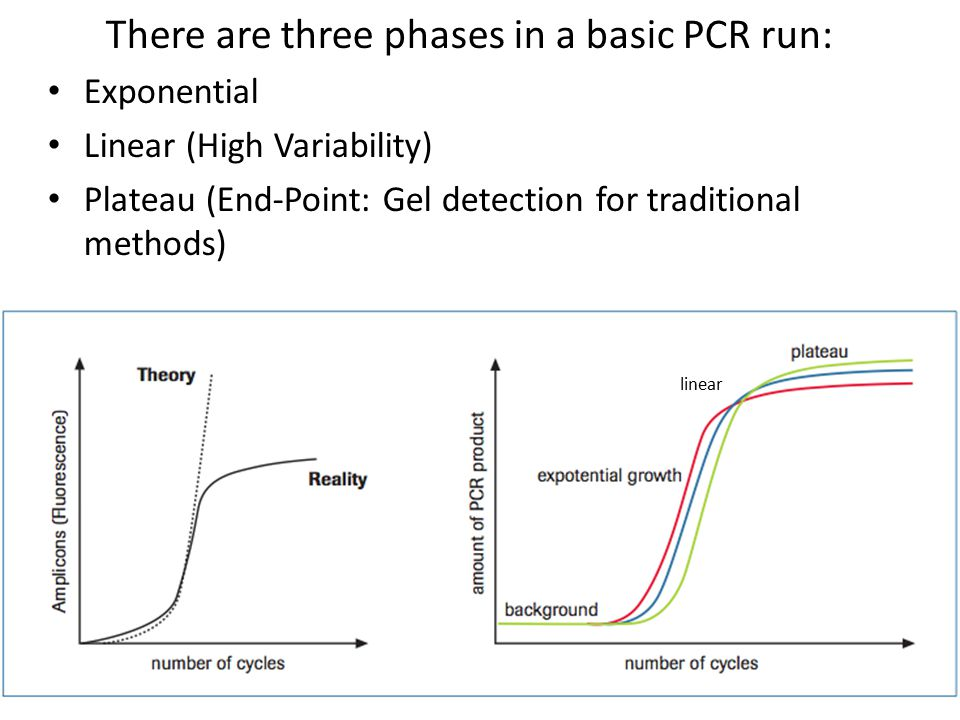 There are three phases in a basic PCR run:
• Exponential
• Linear (High Variability)
• Plateau (End-Point: Gel detection for traditional
methods)
Theory
Reality
Amplicons (Fluorescence)
number of cycles
plateau
linear
expotential growth
background
amount of PCR product
number of cycles